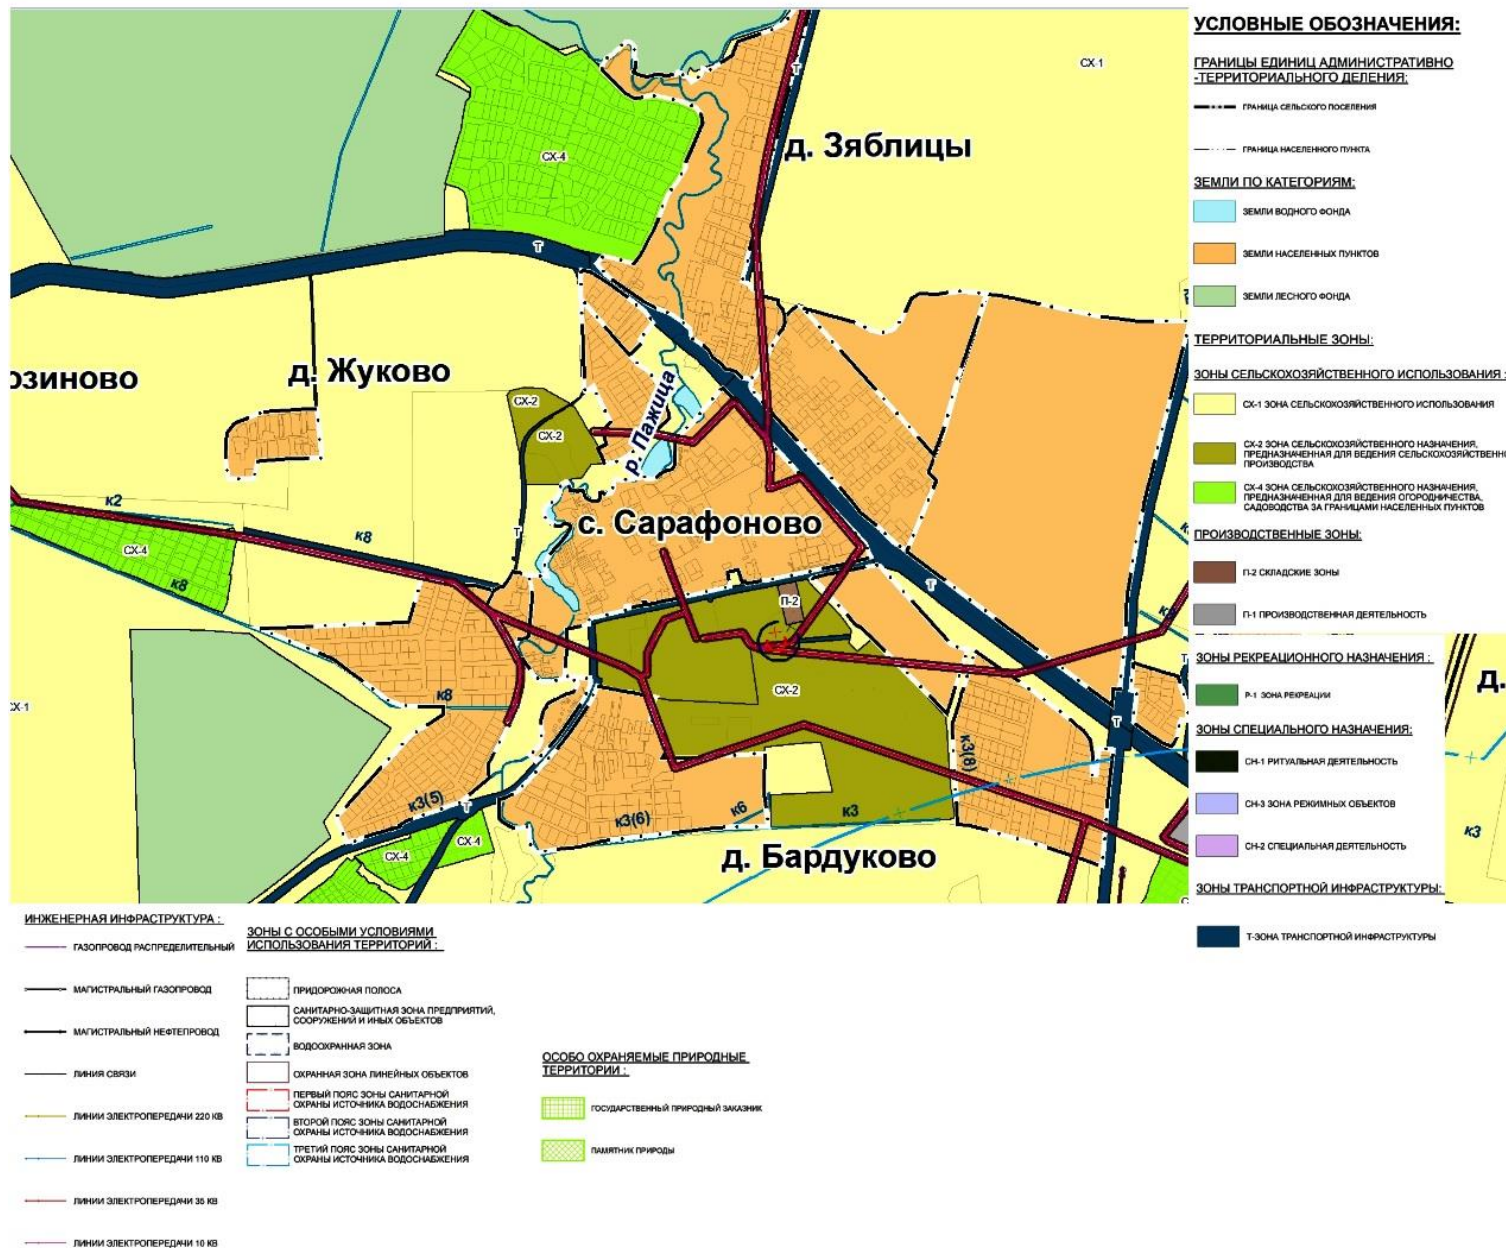 СХ-1
СХ-4
д. Зяблицы
Т
Т
озиново
д. Жуково
р. Пажица
СХ-2
СХ-2
с. Сарафоново
к2
к8
СХ-4
к8
Т
Т
П-2
СХ-2
СХ-1
к8
Т
к3(8)
к3(5)
Т
к3(6)
к6
к3
СХ-4
СХ-4
д. Бардуково
УСЛОВНЫЕ ОБОЗНАЧЕНИЯ:
ГРАНИЦЫ ЕДИНИЦ АДМИНИСТРАТИВНО
-ТЕРРИТОРИАЛЬНОГО ДЕЛЕНИЯ:
ГРАНИЦА СЕЛЬСКОГО ПОСЕЛЕНИЯ
ГРАНИЦА НАСЕЛЕННОГО ПУНКТА
ЗЕМЛИ ПО КАТЕГОРИЯМ:
ЗЕМЛИ ВОДНОГО ФОНДА
ЗЕМЛИ НАСЕЛЕННЫХ ПУНКТОВ
ЗЕМЛИ ЛЕСНОГО ФОНДА
ТЕРРИТОРИАЛЬНЫЕ ЗОНЫ:
ЗОНЫ СЕЛЬСКОХОЗЯЙСТВЕННОГО ИСПОЛЬЗОВАНИЯ :
СХ-1 ЗОНА СЕЛЬСКОХОЗЯЙСТВЕННОГО ИСПОЛЬЗОВАНИЯ
СХ-2 ЗОНА СЕЛЬСКОХОЗЯЙСТВЕННОГО НАЗНАЧЕНИЯ,
ПРЕДНАЗНАЧЕННАЯ ДЛЯ ВЕДЕНИЯ СЕЛЬСКОХОЗЯЙСТВЕННО
ПРОИЗВОДСТВА
СХ-4 ЗОНА СЕЛЬСКОХОЗЯЙСТВЕННОГО НАЗНАЧЕНИЯ,
ПРЕДНАЗНАЧЕННАЯ ДЛЯ ВЕДЕНИЯ ОГОРОДНИЧЕСТВА,
САДОВОДСТВА ЗА ГРАНИЦАМИ НАСЕЛЕННЫХ ПУНКТОВ
ПРОИЗВОДСТВЕННЫЕ ЗОНЫ:
П-2 СКЛАДСКИЕ ЗОНЫ
П-1 ПРОИЗВОДСТВЕННАЯ ДЕЯТЕЛЬНОСТЬ
ЗОНЫ РЕКРЕАЦИОННОГО НАЗНАЧЕНИЯ :
Р-1 ЗОНА РЕКРЕАЦИИ
д.
ЗОНЫ СПЕЦИАЛЬНОГО НАЗНАЧЕНИЯ:
СН-1 РИТУАЛЬНАЯ ДЕЯТЕЛЬНОСТЬ
СН-3 ЗОНА РЕЖИМНЫХ ОБЪЕКТОВ
к3
СН-2 СПЕЦИАЛЬНАЯ ДЕЯТЕЛЬНОСТЬ
ЗОНЫ ТРАНСПОРТНОЙ ИНФРАСТРУКТУРЫ:
Т-ЗОНА ТРАНСПОРТНОЙ ИНФРАСТРУКТУРЫ
ИНЖЕНЕРНАЯ ИНФРАСТРУКТУРА :
ГАЗОПРОВОД РАСПРЕДЕЛИТЕЛЬНЫЙ
МАГИСТРАЛЬНЫЙ ГАЗОПРОВОД
МАГИСТРАЛЬНЫЙ НЕФТЕПРОВОД
ЛИНИЯ СВЯЗИ
ЛИНИИ ЭЛЕКТРОПЕРЕДАЧИ 220 КВ
ЛИНИИ ЭЛЕКТРОПЕРЕДАЧИ 110 КВ
ЛИНИИ ЭЛЕКТРОПЕРЕДАЧИ 35 КВ
ЛИНИИ ЭЛЕКТРОПЕРЕДАЧИ 10 КВ
ЗОНЫ С ОСОБЫМИ УСЛОВИЯМИ
ИСПОЛЬЗОВАНИЯ ТЕРРИТОРИЙ :
ПРИДОРОЖНАЯ ПОЛОСА
САНИТАРНО-ЗАЩИТНАЯ ЗОНА ПРЕДПРИЯТИЙ,
СООРУЖЕНИЙ И ИНЫХ ОБЪЕКТОВ
ВОДООХРАННАЯ ЗОНА
ОХРАННАЯ ЗОНА ЛИНЕЙНЫХ ОБЪЕКТОВ
ПЕРВЫЙ ПОЯС ЗОНЫ САНИТАРНОЙ
ОХРАНЫ ИСТОЧНИКА ВОДОСНАБЖЕНИЯ
ВТОРОЙ ПОЯС ЗОНЫ САНИТАРНОЙ
ОХРАНЫ ИСТОЧНИКА ВОДОСНАБЖЕНИЯ
ТРЕТИЙ ПОЯС ЗОНЫ САНИТАРНОЙ
ОХРАНЫ ИСТОЧНИКА ВОДОСНАБЖЕНИЯ
ОСОБО ОХРАНЯЕМЫЕ ПРИРОДНЫЕ
ТЕРРИТОРИИ :
ГОСУДАРСТВЕННЫЙ ПРИРОДНЫЙ ЗАКАЗНИК
ПАМЯТНИК ПРИРОДЫ